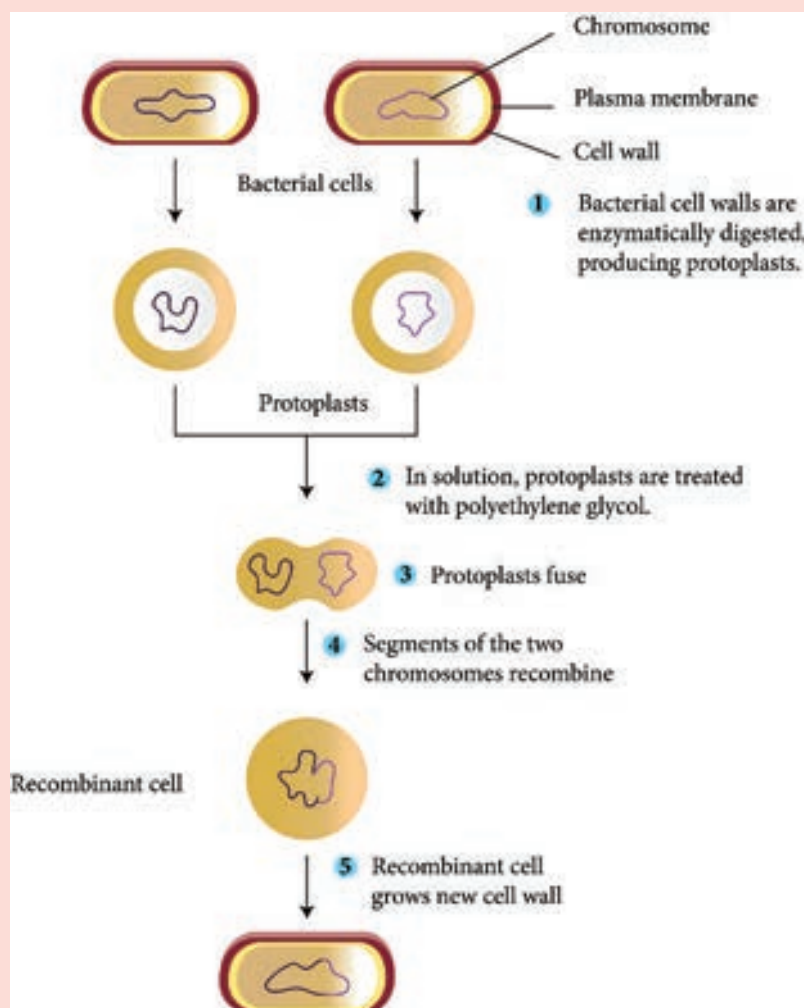 Chromosome
Plasma membrane
Cell wall
Bacterial cells
1 Bacterial cell walls are
enzymatically digested,
producing protoplasts.
Protoplasts
2 In solution, protoplasts are treated
with polyethylene glycol.
3 Protoplasts fuse
4 Segments of the two
chromosomes recombine
Recombinant cell
5 Recombinant cell
grows new cell wall